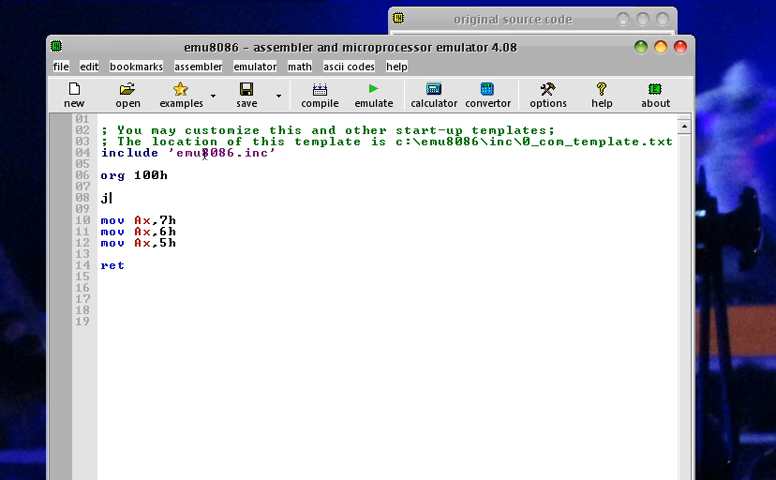 original source code
emu8086 - assembler and microprocessor emulator 4.08
file edit bookmarks assembler emulator math ascii codes help
new open examples save compile emulate calculator convertor options help about
01
02 ; You may customize this and other start-up templates;
03 ; The location of this template is c:\emu8086\inc\0_com_template.txt
04 include 'emu8086.inc'
05
06 org 100h
07
08 j
09
10 mov Ax,7h
11 mov Ax,6h
12 mov Ax,5h
13
14 ret
15
16
17
18
19